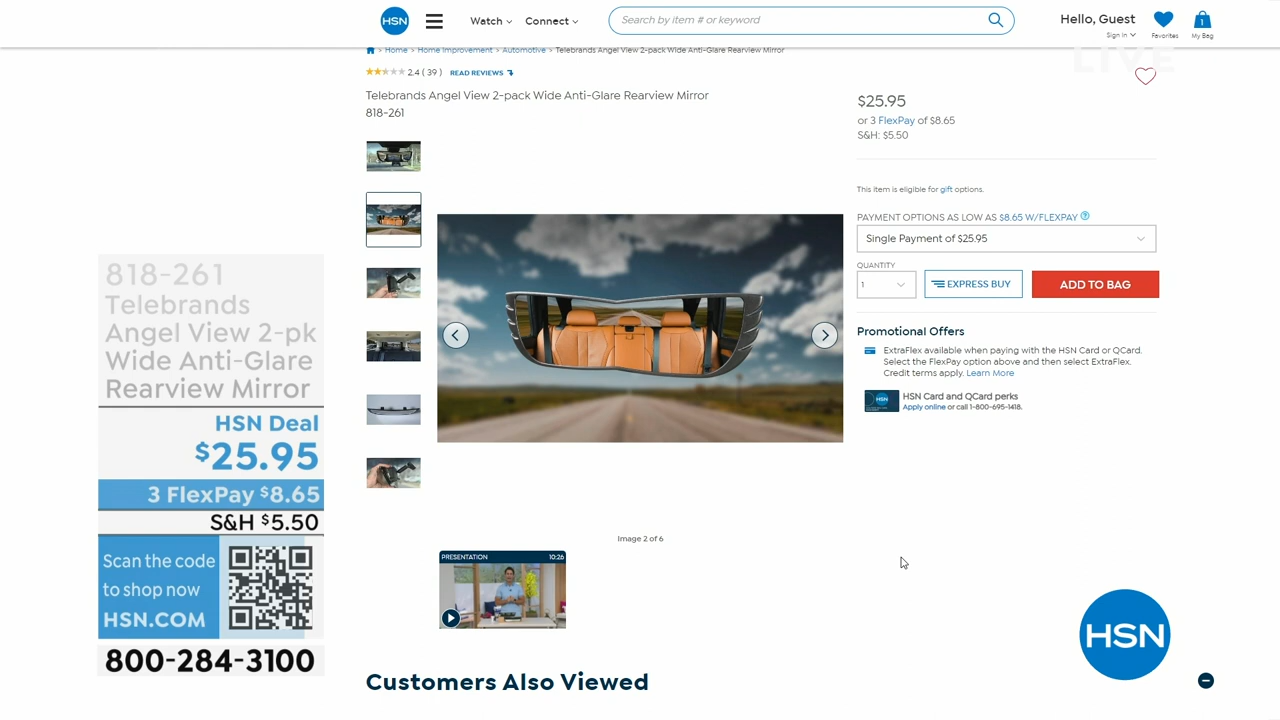 HSN
Watch
Connect
Search by item # or keyword
Hello, Guest
Sign In
Favorites
1
My Bag
LIVE
> Home > Home Improvement > Automotive > Telebrands Angel View 2-pack Wide Anti-Glare Rearview Mirror
2.4 ( 39 ) READ REVIEWS
Telebrands Angel View 2-pack Wide Anti-Glare Rearview Mirror
818-261
$25.95
or 3 FlexPay of $8.65
S&H: $5.50
This item is eligible for gift options.
PAYMENT OPTIONS AS LOW AS $8.65 W/FLEXPAY ?
Single Payment of $25.95
QUANTITY
1
EXPRESS BUY
ADD TO BAG
Promotional Offers
ExtraFlex available when paying with the HSN Card or QCard.
Select the FlexPay option above and then select ExtraFlex.
Credit terms apply. Learn More
HSN
HSN Card and QCard perks
Apply online or call 1-800-695-1418.
818-261
Telebrands
Angel View 2-pk
Wide Anti-Glare
Rearview Mirror
HSN Deal
$25.95
3 FlexPay $8.65
S&H $5.50
Scan the code
to shop now
HSN.COM
800-284-3100
Image 2 of 6
PRESENTATION 10:26
HSN
Customers Also Viewed